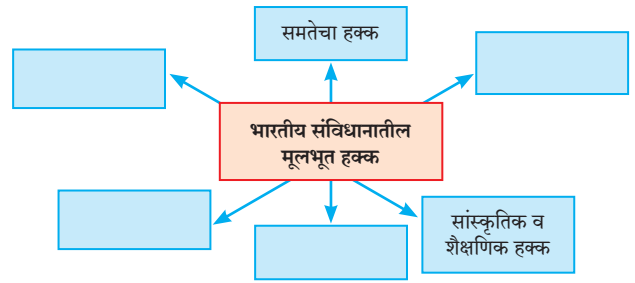 समतेचा हक्क
भारतीय संविधानातील
मूलभूत हक्क
सांस्कृतिक व
शैक्षणिक हक्क